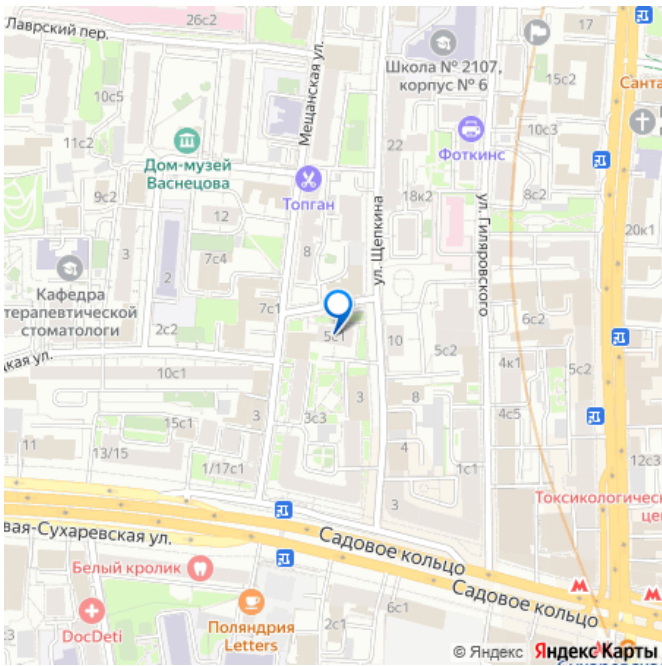 Лаврский пер.
26с2
17
Мещанская ул.
Школа № 2107,
корпус № 6
15с2
Санта
10с5
10с3
11с2
22
Фоткинс
Дом-музей
Васнецова
Топган
18к2
8с2
9с2
12
ул. Щепкина
ул. Гиляровского
20к1
8
7с4
2
Кафедра
терапевтической
стоматологи
7с1
6с2
2с2
5с1
10
5с2
5с2
4к1
цкая ул.
10с1
3
8
4с5
15с1
3
3с3
11
13/15
4
12с3
1/17с1
1с1
Токсикологическ
це
3
вая-Сухаревская ул.
Садовое кольцо
Белый кролик
Садовое кольцо
6с1
DocDeti
Поляндрия
Letters
© Яндекс Яндекс Карты